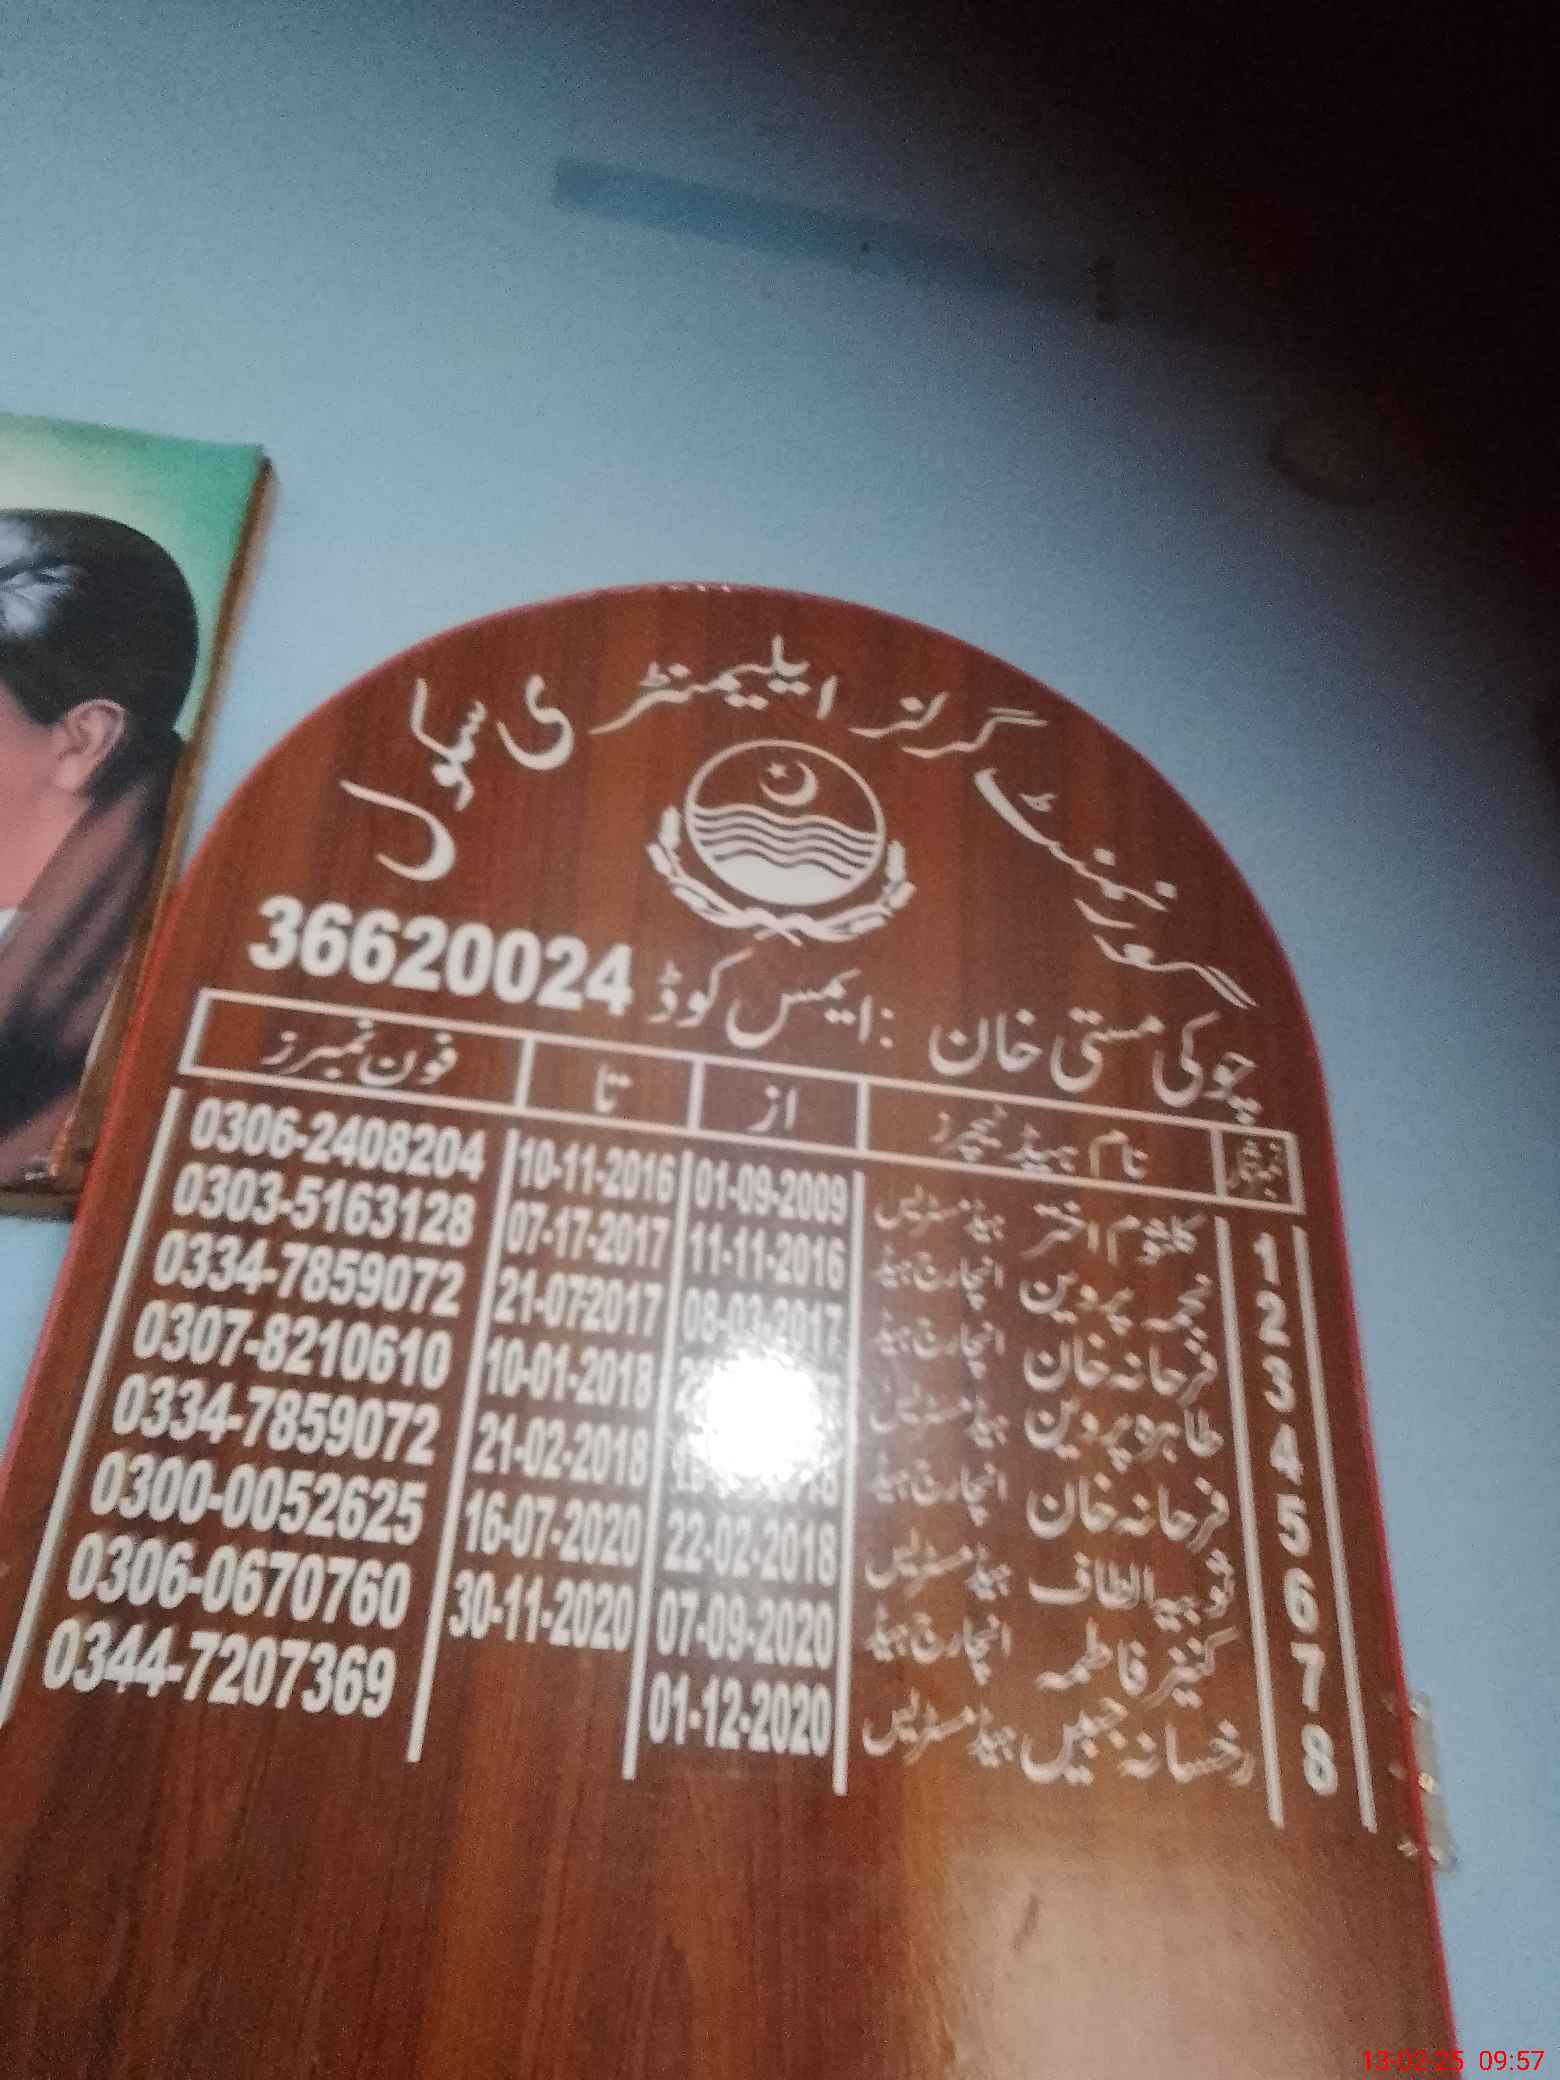 گورنمنٹ گرلز ایلیمنٹری سکول
چوکی مستی خان : ایمس کوڈ 36620024
نمبر شمار نام ہیڈ ٹیچرز از تا فون نمبرز
1 کلثوم اختر ہیڈ مسٹریس 01-09-2009 10-11-2016 0306-2408204
2 نجمہ پروین انچارج ہیڈ 11-11-2016 07-17-2017 0303-5163128
3 فرحانہ خان انچارج ہیڈ 08-03-2017 21-07-2017 0334-7859072
4 طاہرہ پروین ہیڈ مسٹریس 10-01-2018 0307-8210610
5 فرحانہ خان انچارج ہیڈ 21-02-2018 0334-7859072
6 ثوبیہ الطاف ہیڈ مسٹریس 22-02-2018 16-07-2020 0300-0052625
7 کنیز فاطمہ انچارج ہیڈ 07-09-2020 30-11-2020 0306-0670760
8 رخسانہ جبیں ہیڈ مسٹریس 01-12-2020 0344-7207369
13-02-25 09:57